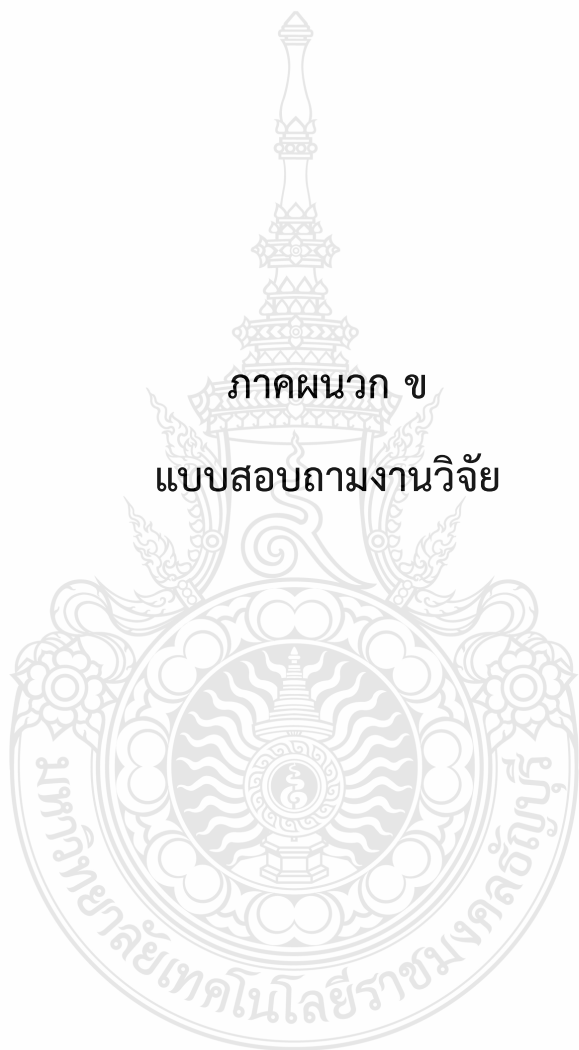 ภาคผนวก ข
แบบสอบถามงานวิจัย
มหาวิทยาลัยเทคโนโลยีราชมงคลธัญบุรี